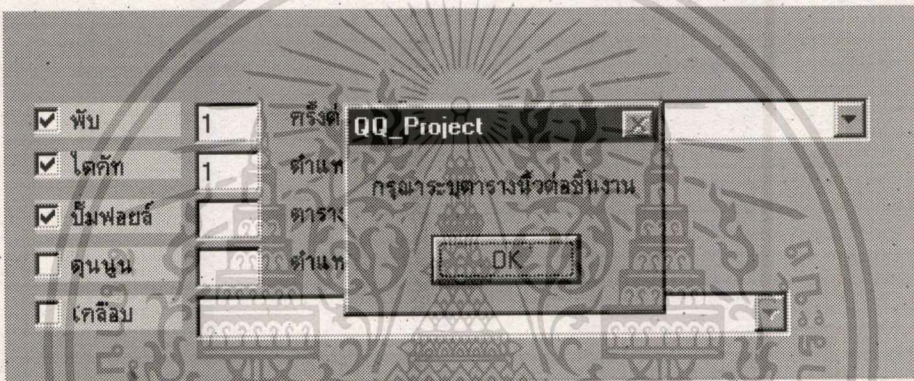 พับ 1 ครั้งต่
QQ_Project
ไดคัท 1 ตำแห
กรุณาระบุตารางนิ้วต่อชิ้นงาน
ปั๊มฟอยล์ ตาราง
OK
ดุนนูน ตำแห
เคลือบ